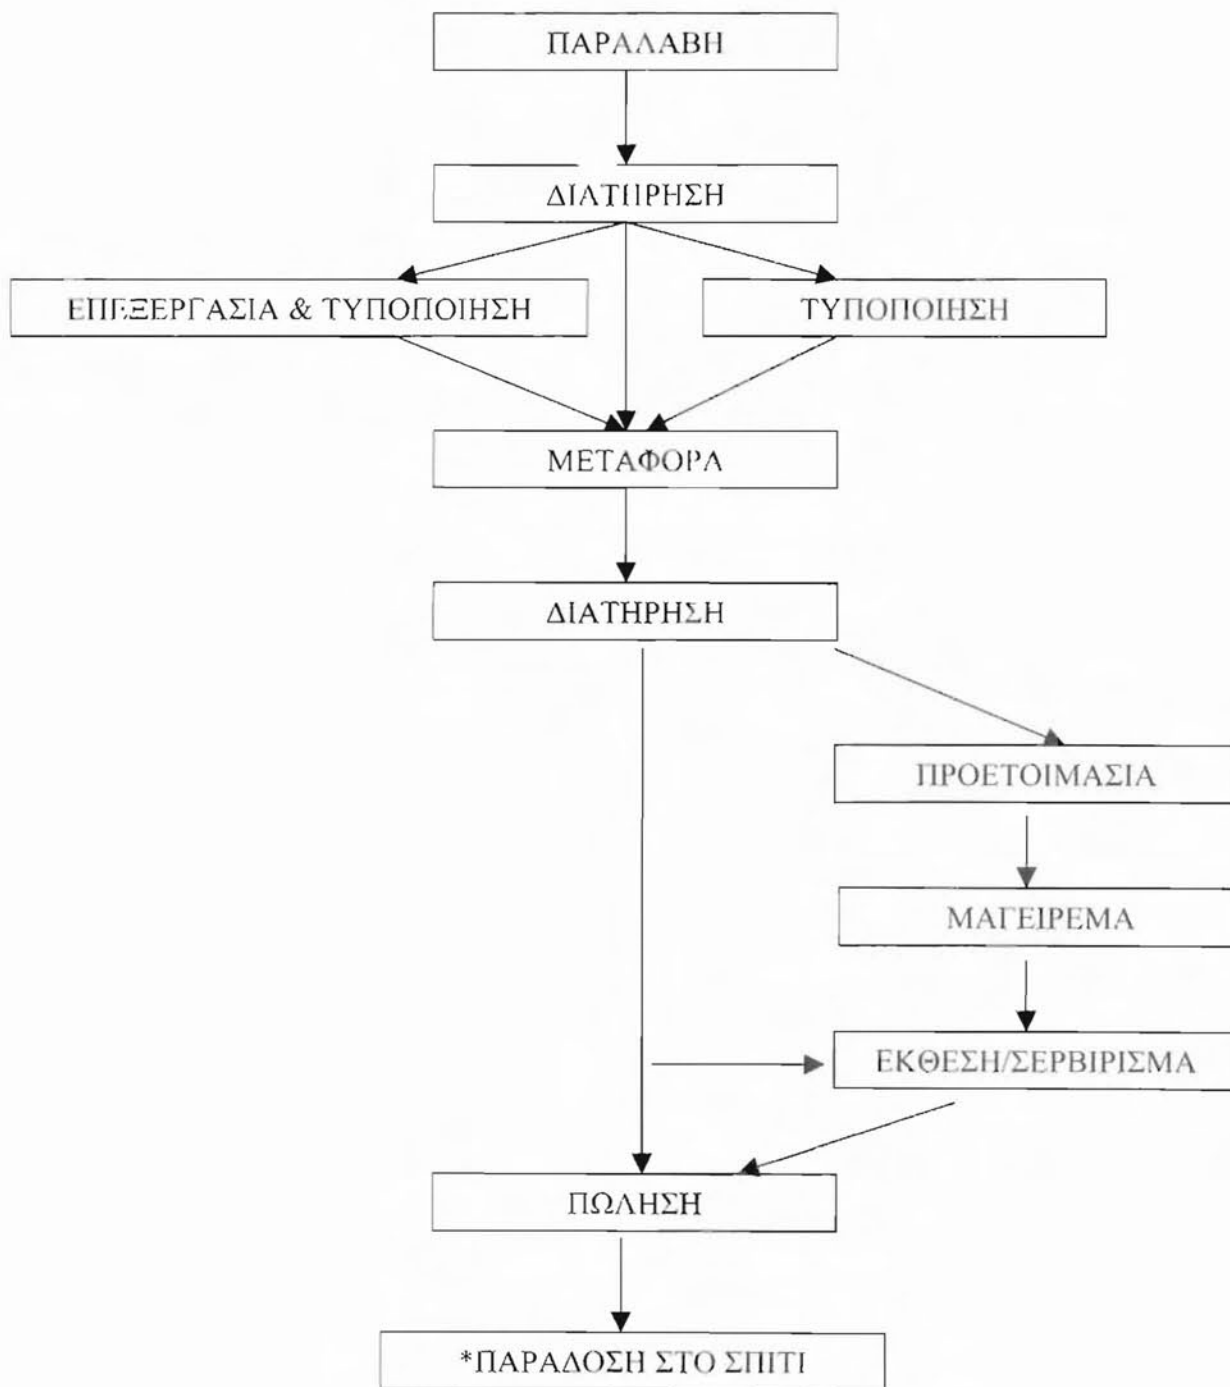 ΠΑΡΑΛΑΒΗ
ΔΙΑΤΗΡΗΣΗ
ΕΠΕΞΕΡΓΑΣΙΑ & ΤΥΠΟΠΟΙΗΣΗ
ΤΥΠΟΠΟΙΗΣΗ
ΜΕΤΑΦΟΡΑ
ΔΙΑΤΗΡΗΣΗ
ΠΡΟΕΤΟΙΜΑΣΙΑ
ΜΑΓΕΙΡΕΜΑ
ΕΚΘΕΣΗ/ΣΕΡΒΙΡΙΣΜΑ
ΠΩΛΗΣΗ
*ΠΑΡΑΔΟΣΗ ΣΤΟ ΣΠΙΤΙ